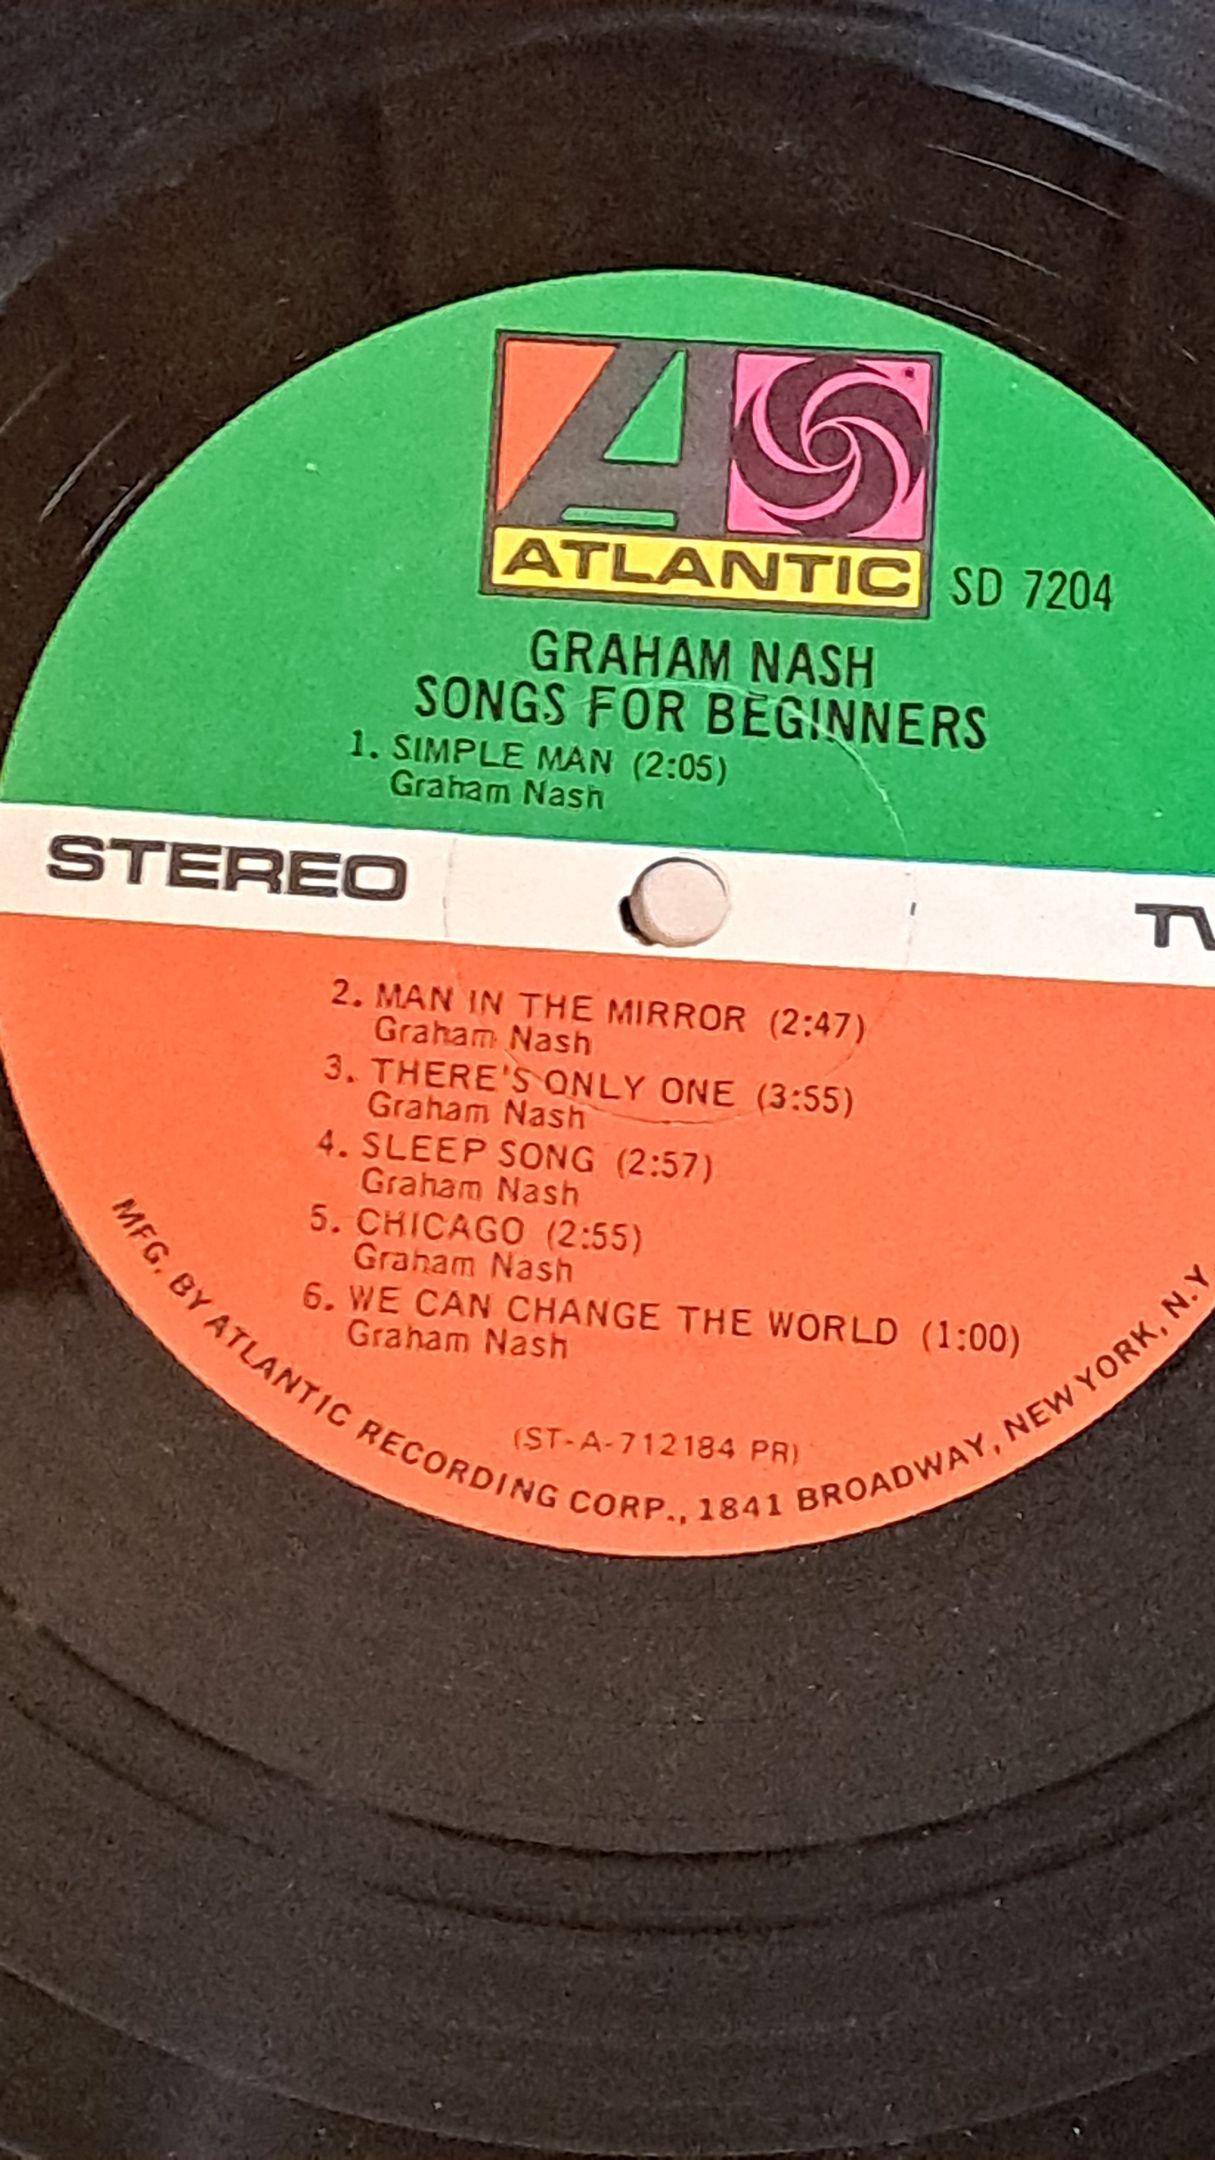 ATLANTIC
SD 7204
GRAHAM NASH
SONGS FOR BEGINNERS
1. SIMPLE MAN (2:05)
Graham Nash
STEREO
2. MAN IN THE MIRROR (2:47)
Graham Nash
3. THERE'S ONLY ONE (3:55)
Graham Nash
4. SLEEP SONG (2:57)
Graham Nash
5. CHICAGO (2:55)
Graham Nash
6. WE CAN CHANGE THE WORLD (1:00)
Graham Nash
(ST-A-712184 PR)
MFG. BY ATLANTIC RECORDING CORP., 1841 BROADWAY, NEW YORK, N.Y